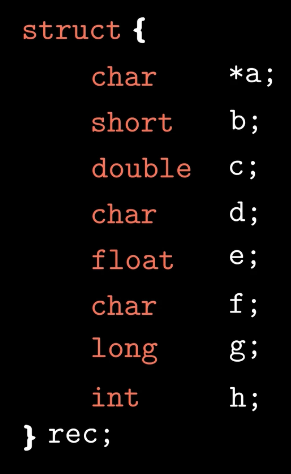 struct {
char *a;
short b;
double c;
char d;
float e;
char f;
long g;
int h;
} rec;